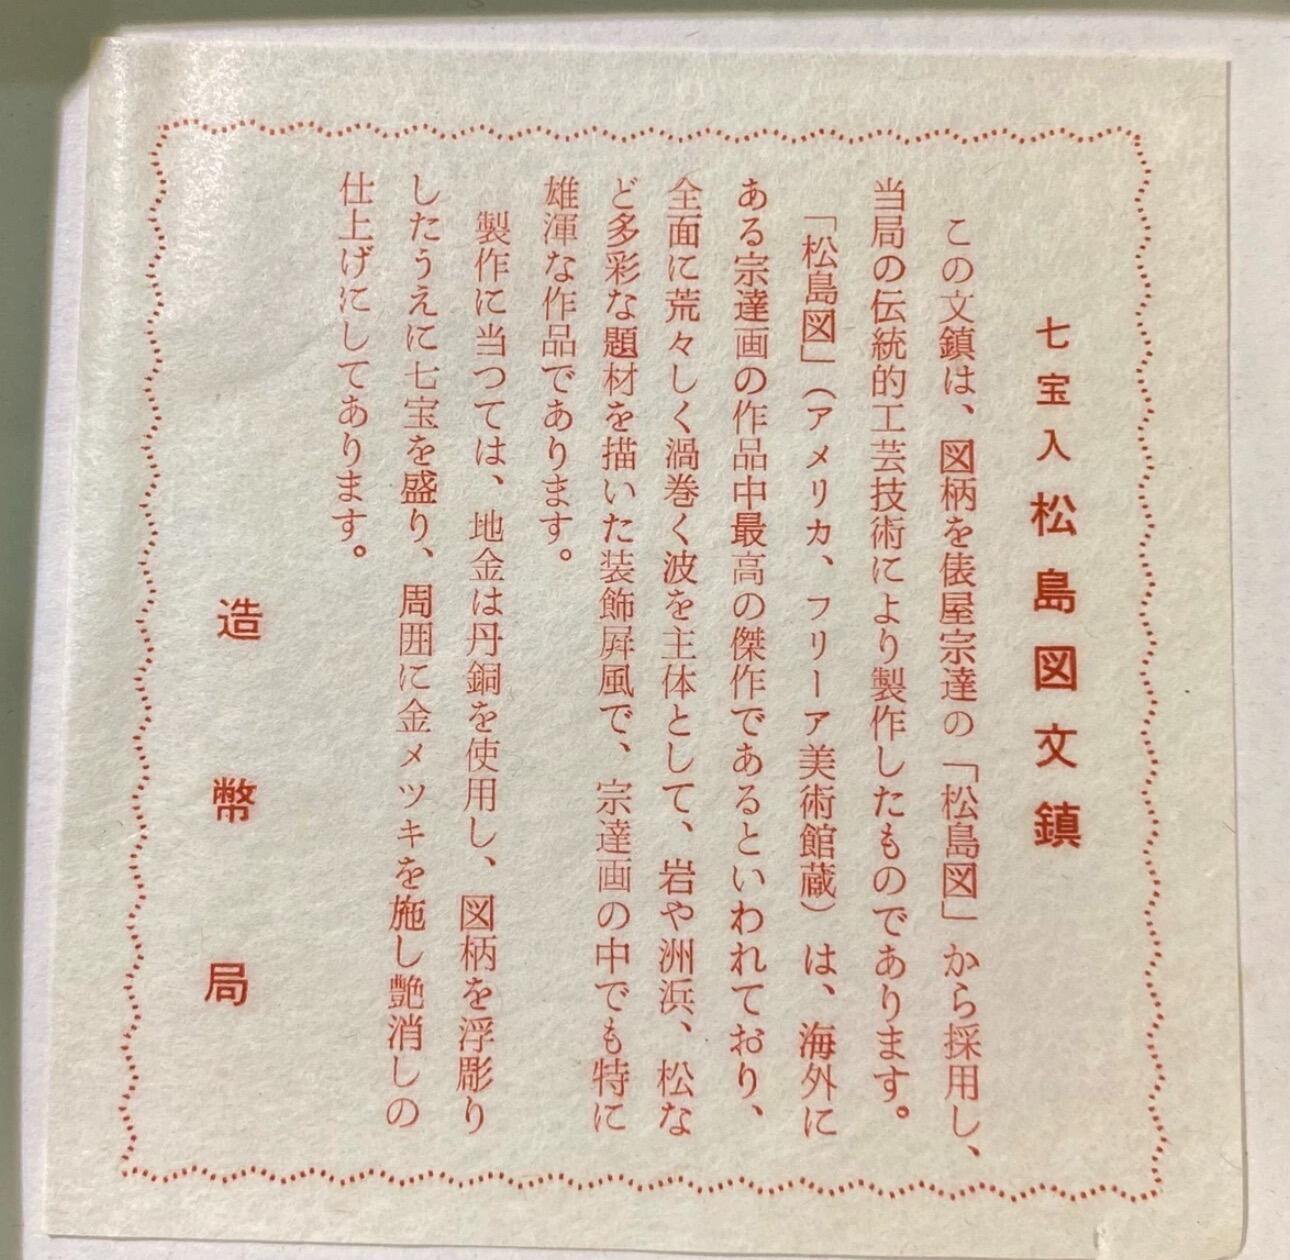 七宝入松島図文鎮
この文鎮は、図柄を俵屋宗達の「松島図」から採用し、
当局の伝統的工芸技術により製作したものであります。
「松島図」（アメリカ、フリーア美術館蔵）は、海外に
ある宗達画の作品中最高の傑作であるといわれており、
全面に荒々しく渦巻く波を主体として、岩や洲浜、松な
ど多彩な題材を描いた装飾屛風で、宗達画の中でも特に
雄渾な作品であります。
製作に当つては、地金は丹銅を使用し、図柄を浮彫り
したうえに七宝を盛り、周囲に金メツキを施し艶消しの
仕上げにしてあります。
造幣局